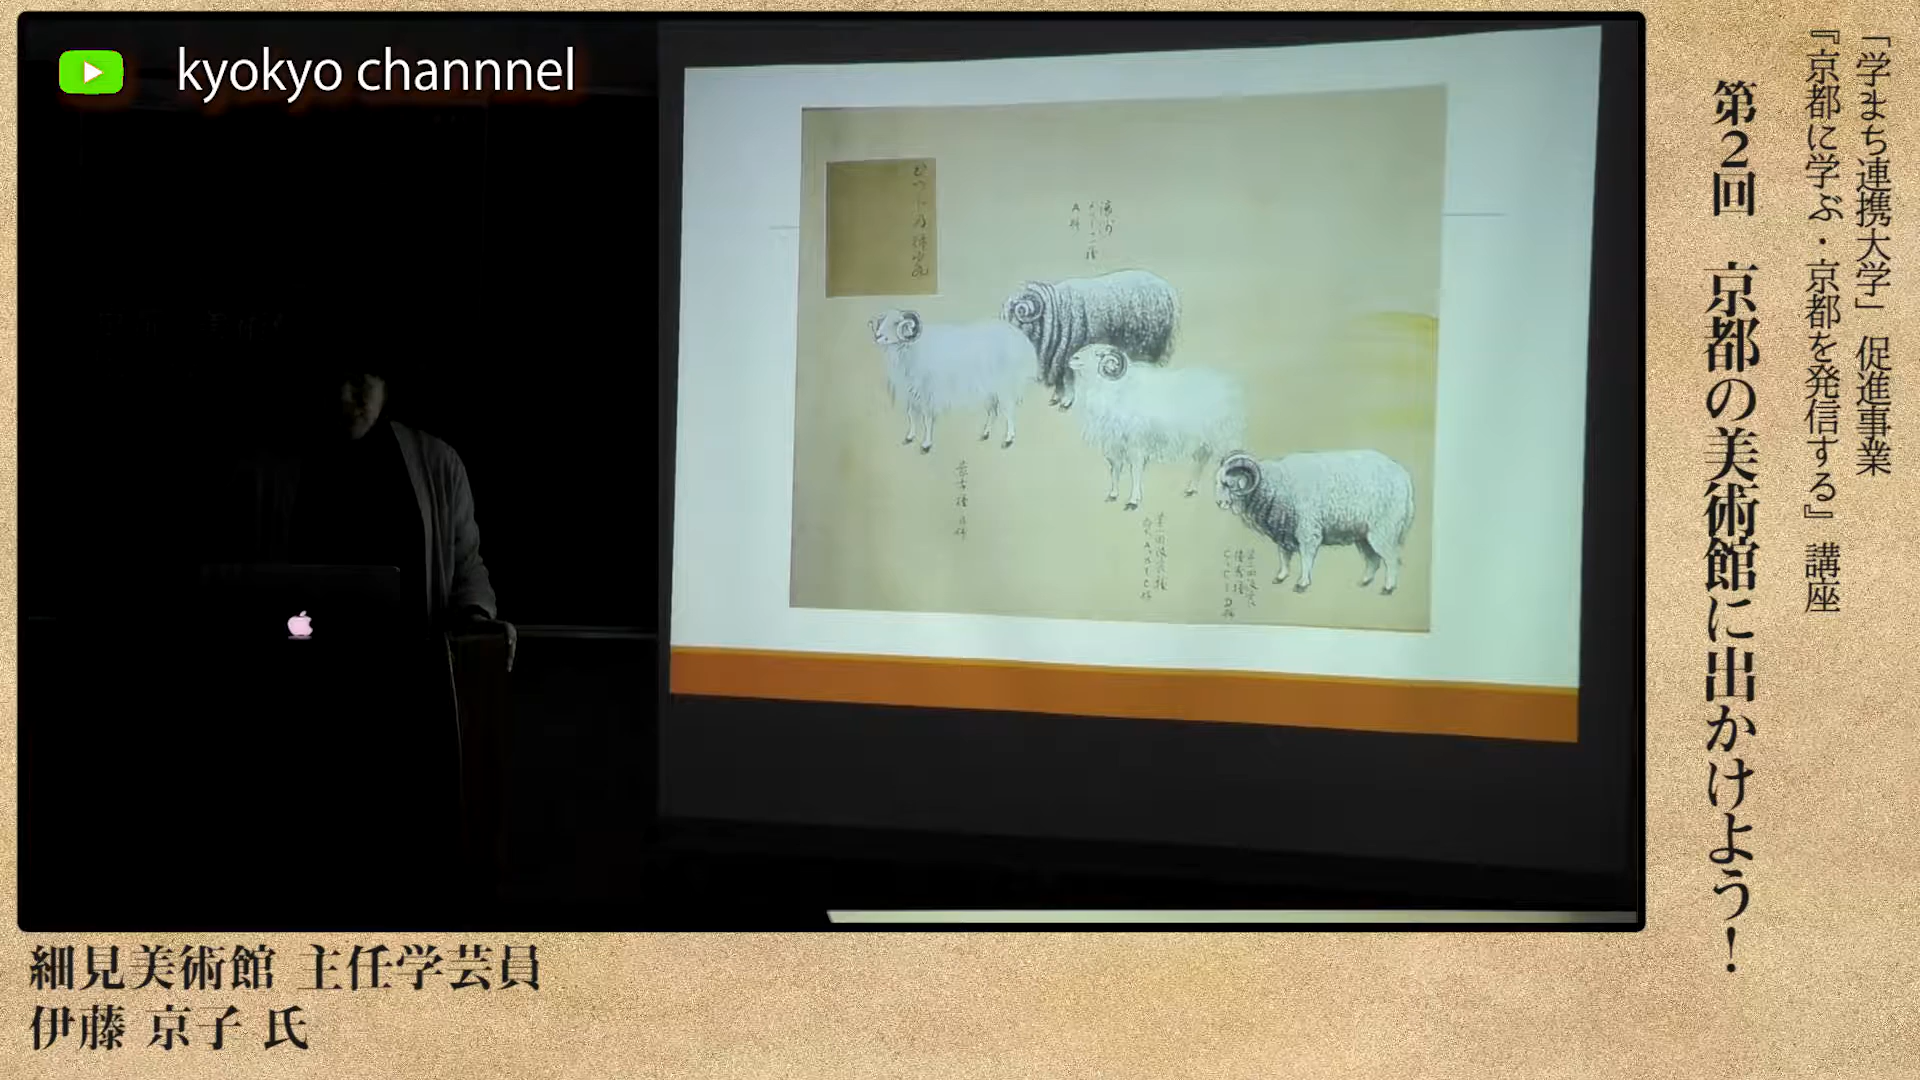 kyokyo channnel
「学まち連携大学」促進事業
『京都に学ぶ・京都を発信する』講座
第2回 京都の美術館に出かけよう！
細見美術館 主任学芸員
伊藤 京子 氏